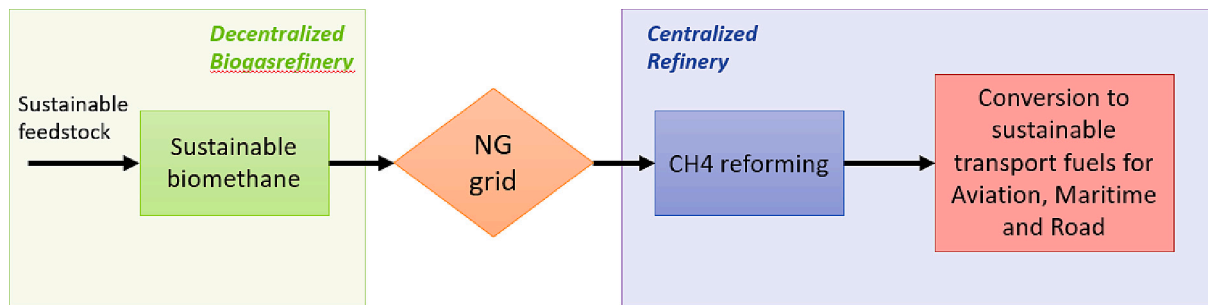 Decentralized
Biogasrefinery
Sustainable
feedstock
Sustainable
biomethane
NG
grid
Centralized
Refinery
CH4 reforming
Conversion to
sustainable
transport fuels for
Aviation, Maritime
and Road